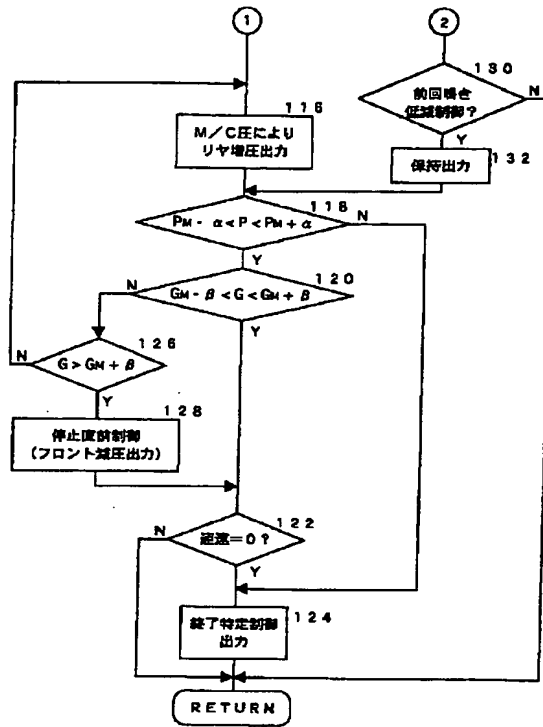 1
2
130
前回鳴き
低減制御?
N
Y
116
M/C圧により
リヤ増圧出力
132
保持出力
118
PM - α < P < PM + α
N
Y
120
N
GM - β < G < GM + β
Y
126
N
G > GM + β
Y
128
停止直前制御
(フロント減圧出力)
122
N
速=0?
Y
124
終了特定制御
出力
RETURN